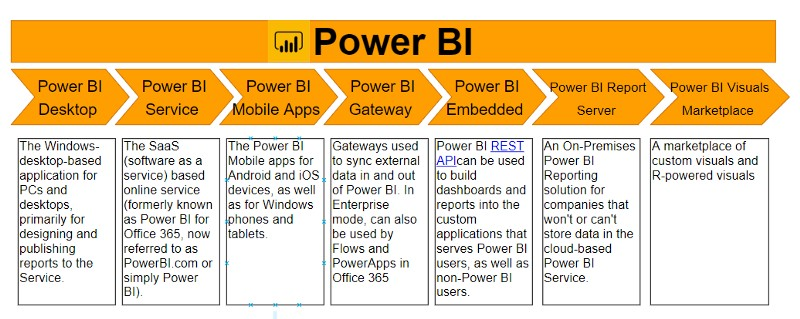 Power BI
Power BI
Desktop
Power BI
Service
Power BI
Mobile Apps
Power BI
Gateway
Power BI
Embedded
Power BI Report
Server
Power BI Visuals
Marketplace
The Windows-
desktop-based
application for
PCs and
desktops,
primarily for
designing and
publishing
reports to the
Service.
The SaaS
(software as a
service) based
online service
(formerly known
as Power BI for
Office 365, now
referred to as
PowerBI.com or
simply Power
BI).
The Power BI
Mobile apps for
Android and iOS
devices, as well
as for Windows
phones and
tablets.
Gateways used
to sync external
data in and out
of Power BI. In
Enterprise
mode, can also
be used by
Flows and
PowerApps in
Office 365
Power BI REST
APIcan be used
to build
dashboards and
reports into the
custom
applications that
serves Power BI
users, as well as
non-Power BI
users.
An On-Premises
Power BI
Reporting
solution for
companies that
won't or can't
store data in the
cloud-based
Power BI
Service.
A marketplace of
custom visuals and
R-powered visuals